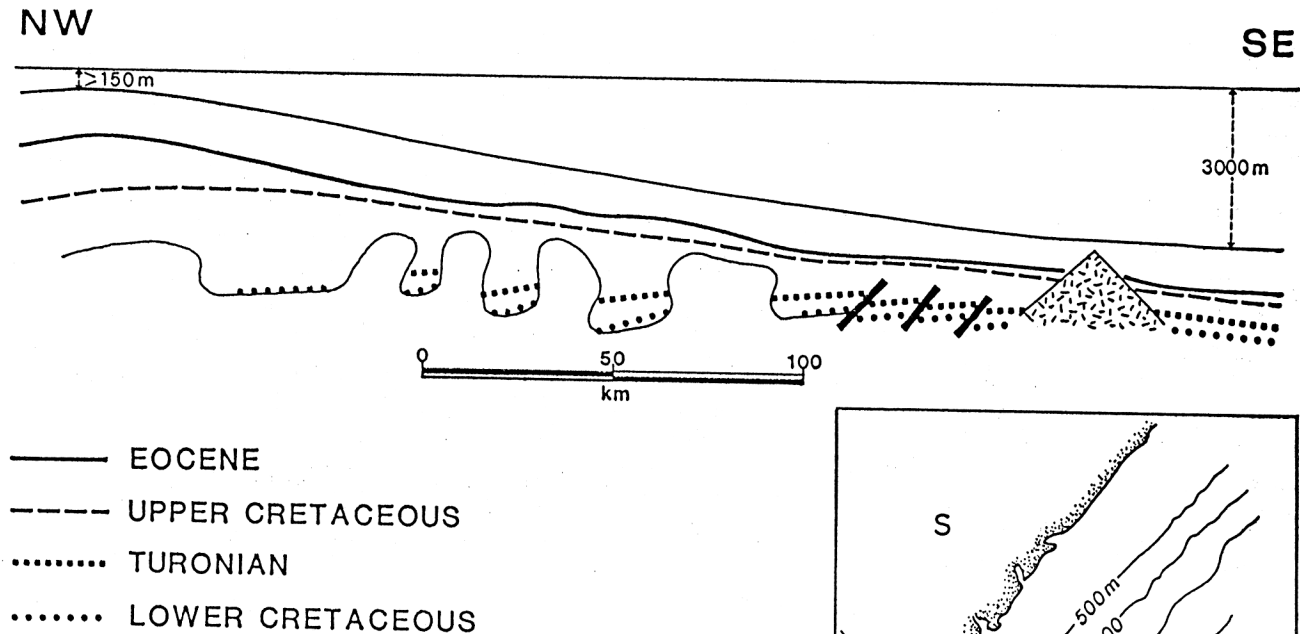 NW
SE
>150m
3000m
0 50 100
km
EOCENE
UPPER CRETACEOUS
TURONIAN
LOWER CRETACEOUS
S
500m